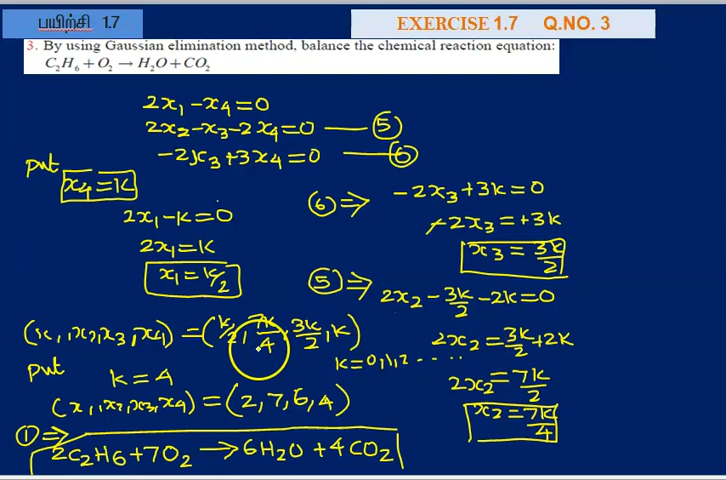 பயிற்சி 1.7
EXERCISE 1.7 Q.NO. 3
3. By using Gaussian elimination method, balance the chemical reaction equation:
C₂H₆ + O₂ → H₂O + CO₂
2x₁ - x₄ = 0
2x₂ - x₃ - 2x₄ = 0 — ⑤
-2x₃ + 3x₄ = 0 — ⑥
put
x₄ = K
2x₁ - K = 0
2x₁ = K
x₁ = K/2
⑥ ⇒ -2x₃ + 3K = 0
-2x₃ = +3K
x₃ = 3K/2
⑤ ⇒ 2x₂ - 3K/2 - 2K = 0
2x₂ = 3K/2 + 2K
2x₂ = 7K/2
x₂ = 7K/4
(x₁, x₂, x₃, x₄) = (K/2, 7K/4, 3K/2, K)
K = 0, 1, 2 ....
put K = 4
(x₁, x₂, x₃, x₄) = (2, 7, 6, 4)
① ⇒
2C₂H₆ + 7O₂ → 6H₂O + 4CO₂